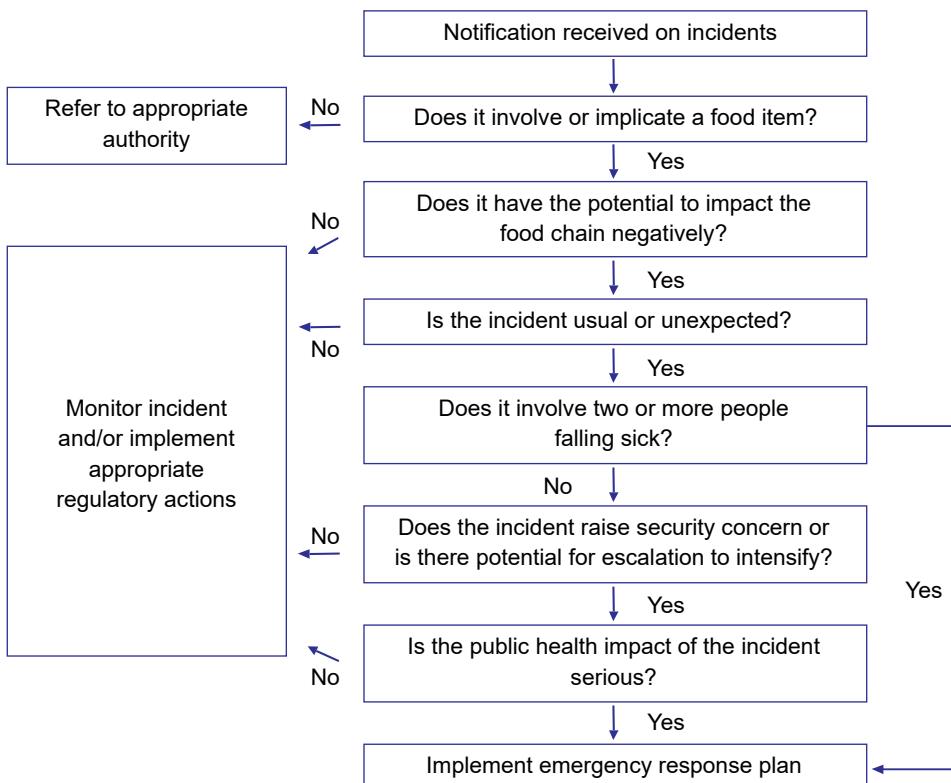 Notification received on incidents
Refer to appropriate
authority
No
Does it involve or implicate a food item?
Yes
Does it have the potential to impact the
food chain negatively?
No
Yes
Is the incident usual or unexpected?
No
Yes
Monitor incident
and/or implement
appropriate
regulatory actions
Does it involve two or more people
falling sick?
No
Does the incident raise security concern or
is there potential for escalation to intensify?
No
Yes
Yes
Is the public health impact of the incident
serious?
No
Yes
Implement emergency response plan